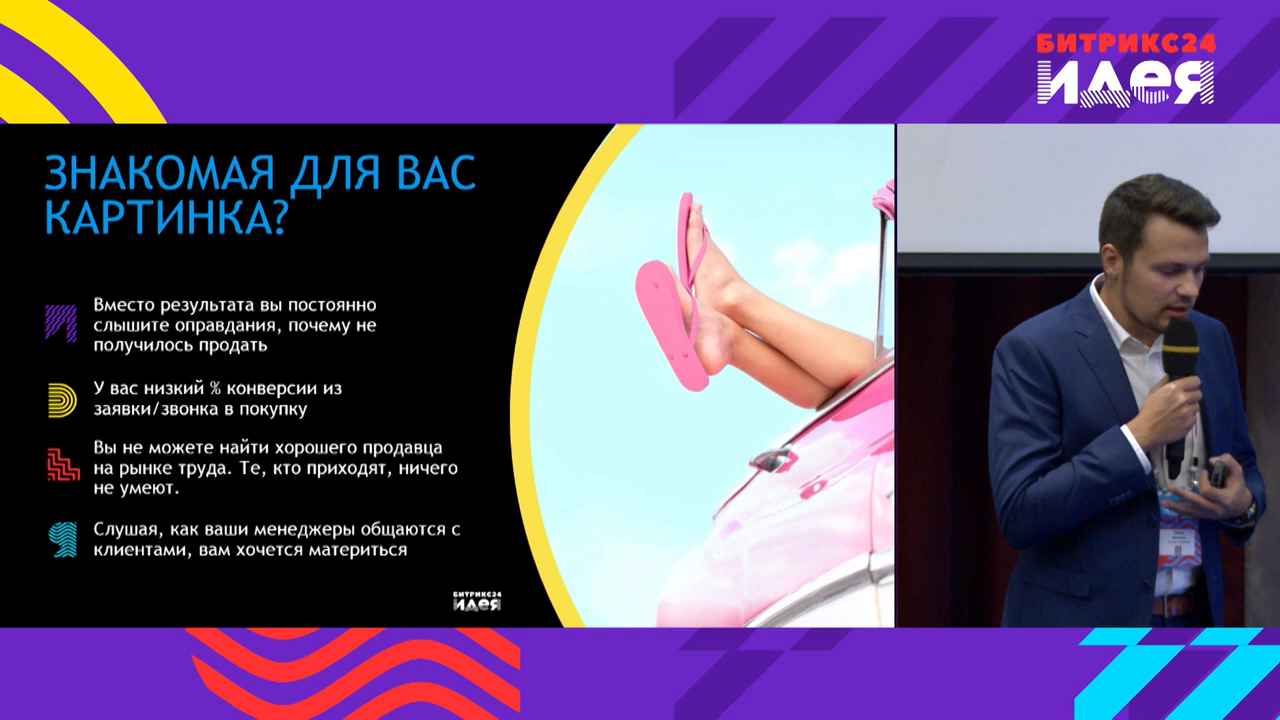 БИТРИКС24
идея
ЗНАКОМАЯ ДЛЯ ВАС
КАРТИНКА?
Вместо результата вы постоянно
слышите оправдания, почему не
получилось продать
У вас низкий % конверсии из
заявки/звонка в покупку
Вы не можете найти хорошего продавца
на рынке труда. Те, кто приходят, ничего
не умеют.
Слушая, как ваши менеджеры общаются с
клиентами, вам хочется материться
БИТРИКС24
идея